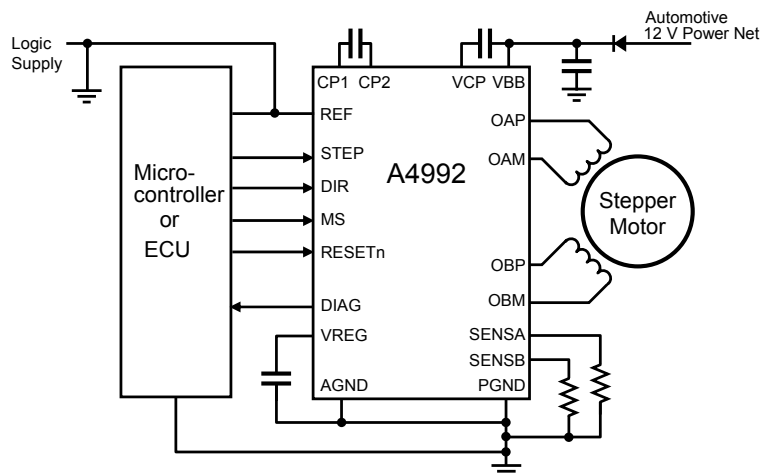 Automotive
12 V Power Net
Logic
Supply
CP1 CP2 VCP VBB
REF
OAP
STEP
OAM
A4992
Micro-
controller
or
ECU
DIR
Stepper
Motor
MS
RESETn
OBP
OBM
DIAG
VREG
SENSA
SENSB
AGND
PGND